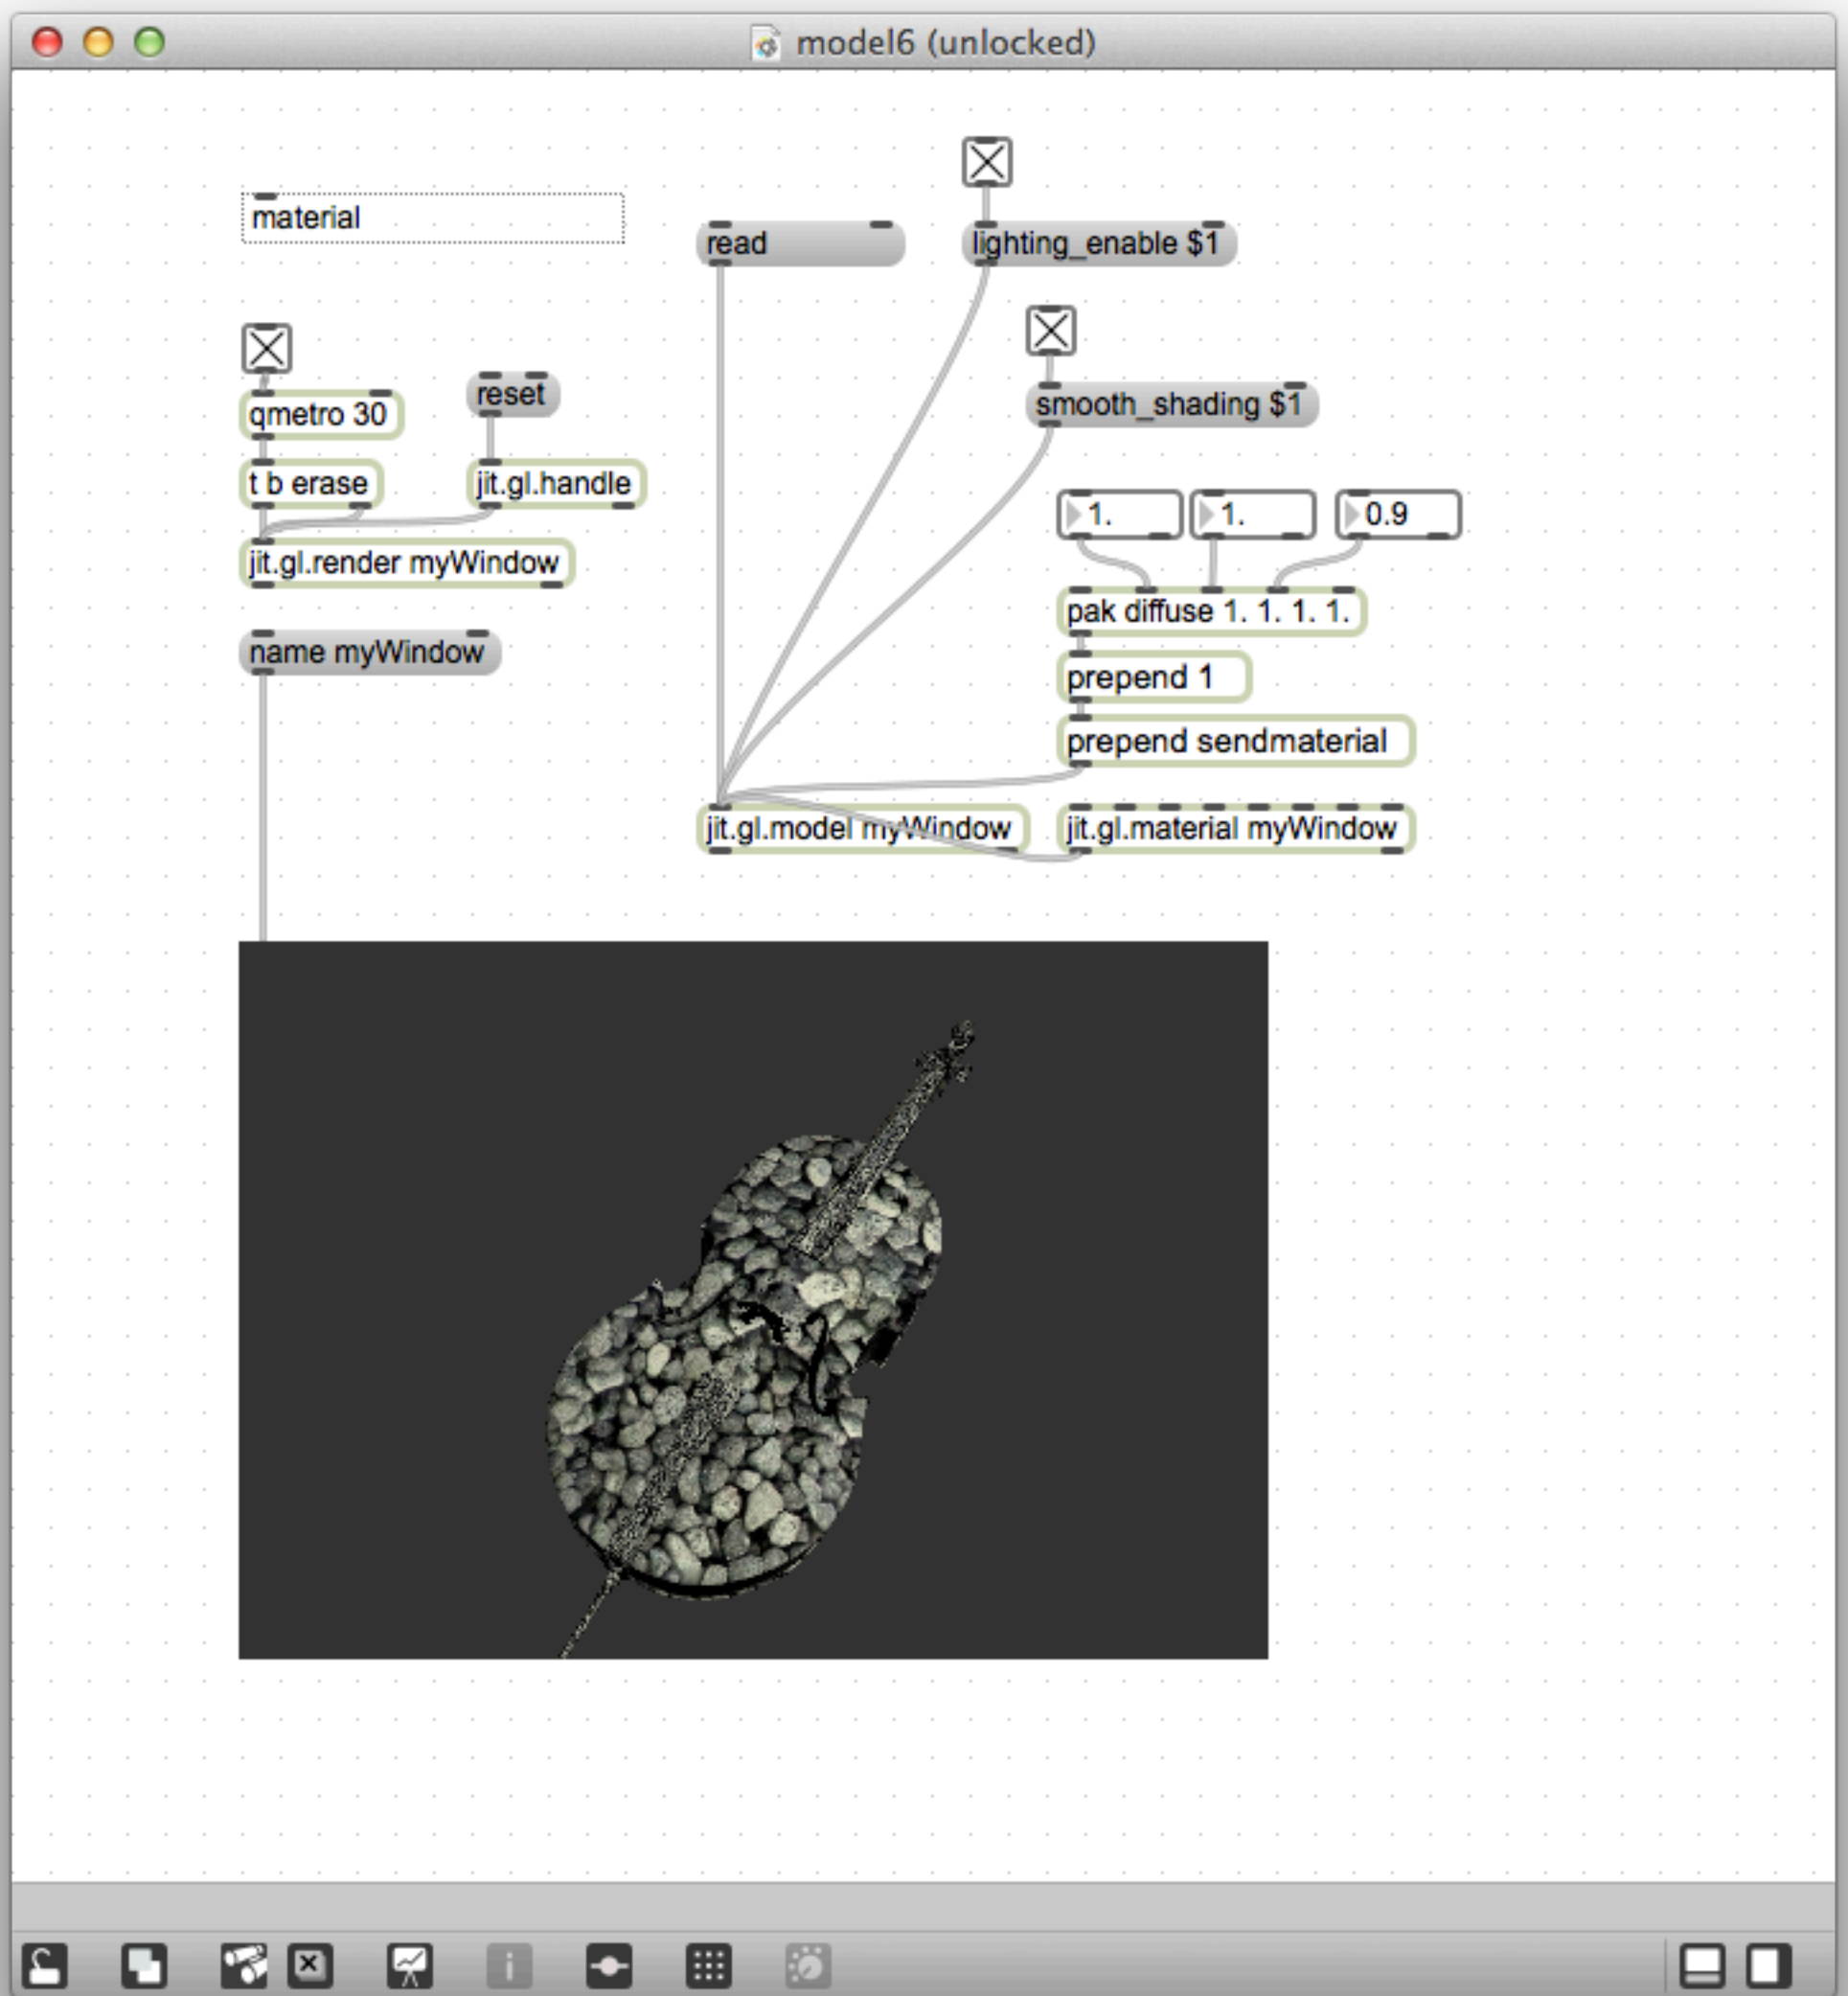 model6 (unlocked)
material
read
lighting_enable $1
smooth_shading $1
qmetro 30
reset
t b erase
jit.gl.handle
jit.gl.render myWindow
name myWindow
1.
1.
0.9
pak diffuse 1. 1. 1. 1.
prepend 1
prepend sendmaterial
jit.gl.model myWindow
jit.gl.material myWindow